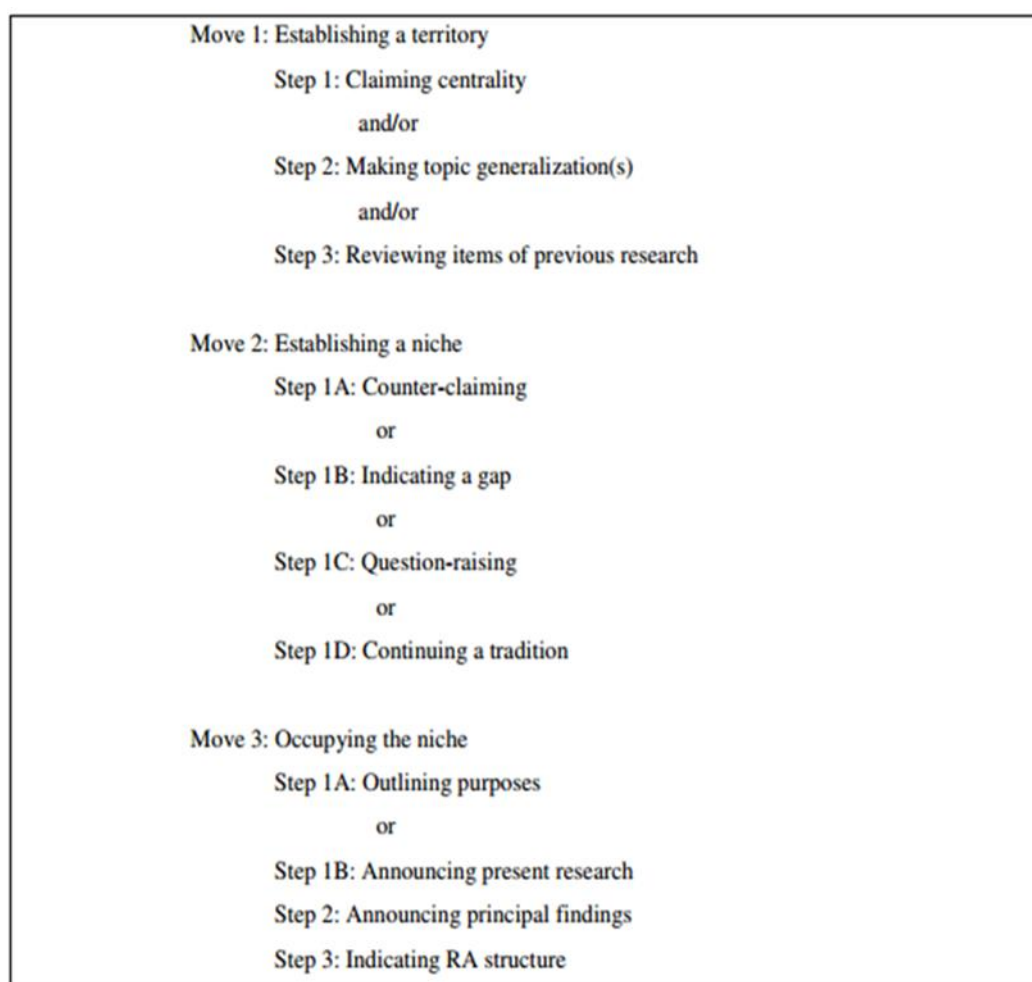 Move 1: Establishing a territory
Step 1: Claiming centrality
and/or
Step 2: Making topic generalization(s)
and/or
Step 3: Reviewing items of previous research
Move 2: Establishing a niche
Step 1A: Counter-claiming
or
Step 1B: Indicating a gap
or
Step 1C: Question-raising
or
Step 1D: Continuing a tradition
Move 3: Occupying the niche
Step 1A: Outlining purposes
or
Step 1B: Announcing present research
Step 2: Announcing principal findings
Step 3: Indicating RA structure